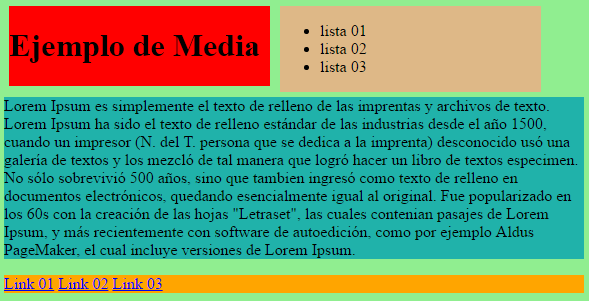 Ejemplo de Media
lista 01
lista 02
lista 03
Lorem Ipsum es simplemente el texto de relleno de las imprentas y archivos de texto.
Lorem Ipsum ha sido el texto de relleno estándar de las industrias desde el año 1500,
cuando un impresor (N. del T. persona que se dedica a la imprenta) desconocido usó una
galería de textos y los mezcló de tal manera que logró hacer un libro de textos especimen.
No sólo sobrevivió 500 años, sino que tambien ingresó como texto de relleno en
documentos electrónicos, quedando esencialmente igual al original. Fue popularizado en
los 60s con la creación de las hojas "Letraset", las cuales contenian pasajes de Lorem
Ipsum, y más recientemente con software de autoedición, como por ejemplo Aldus
PageMaker, el cual incluye versiones de Lorem Ipsum.
Link 01 Link 02 Link 03